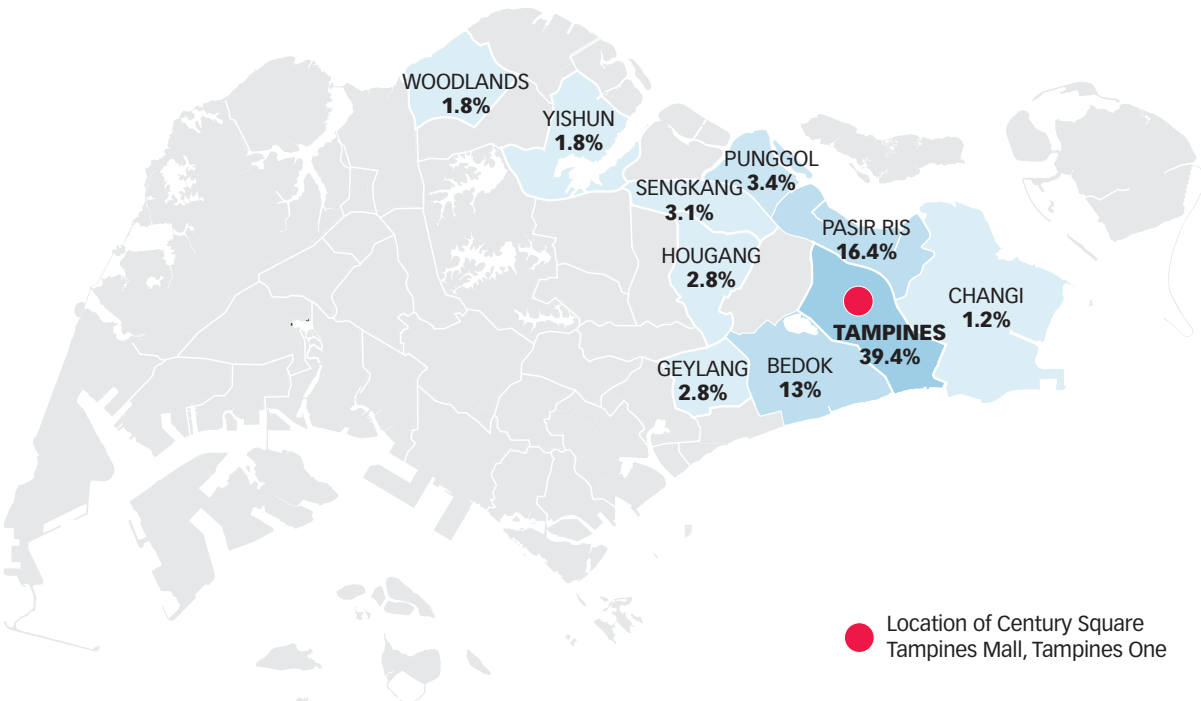 WOODLANDS
1.8%
YISHUN
1.8%
PUNGGOL
3.4%
SENGKANG
3.1%
PASIR RIS
16.4%
HOUGANG
2.8%
CHANGI
1.2%
TAMPINES
39.4%
GEYLANG
2.8%
BEDOK
13%
Location of Century Square
Tampines Mall, Tampines One